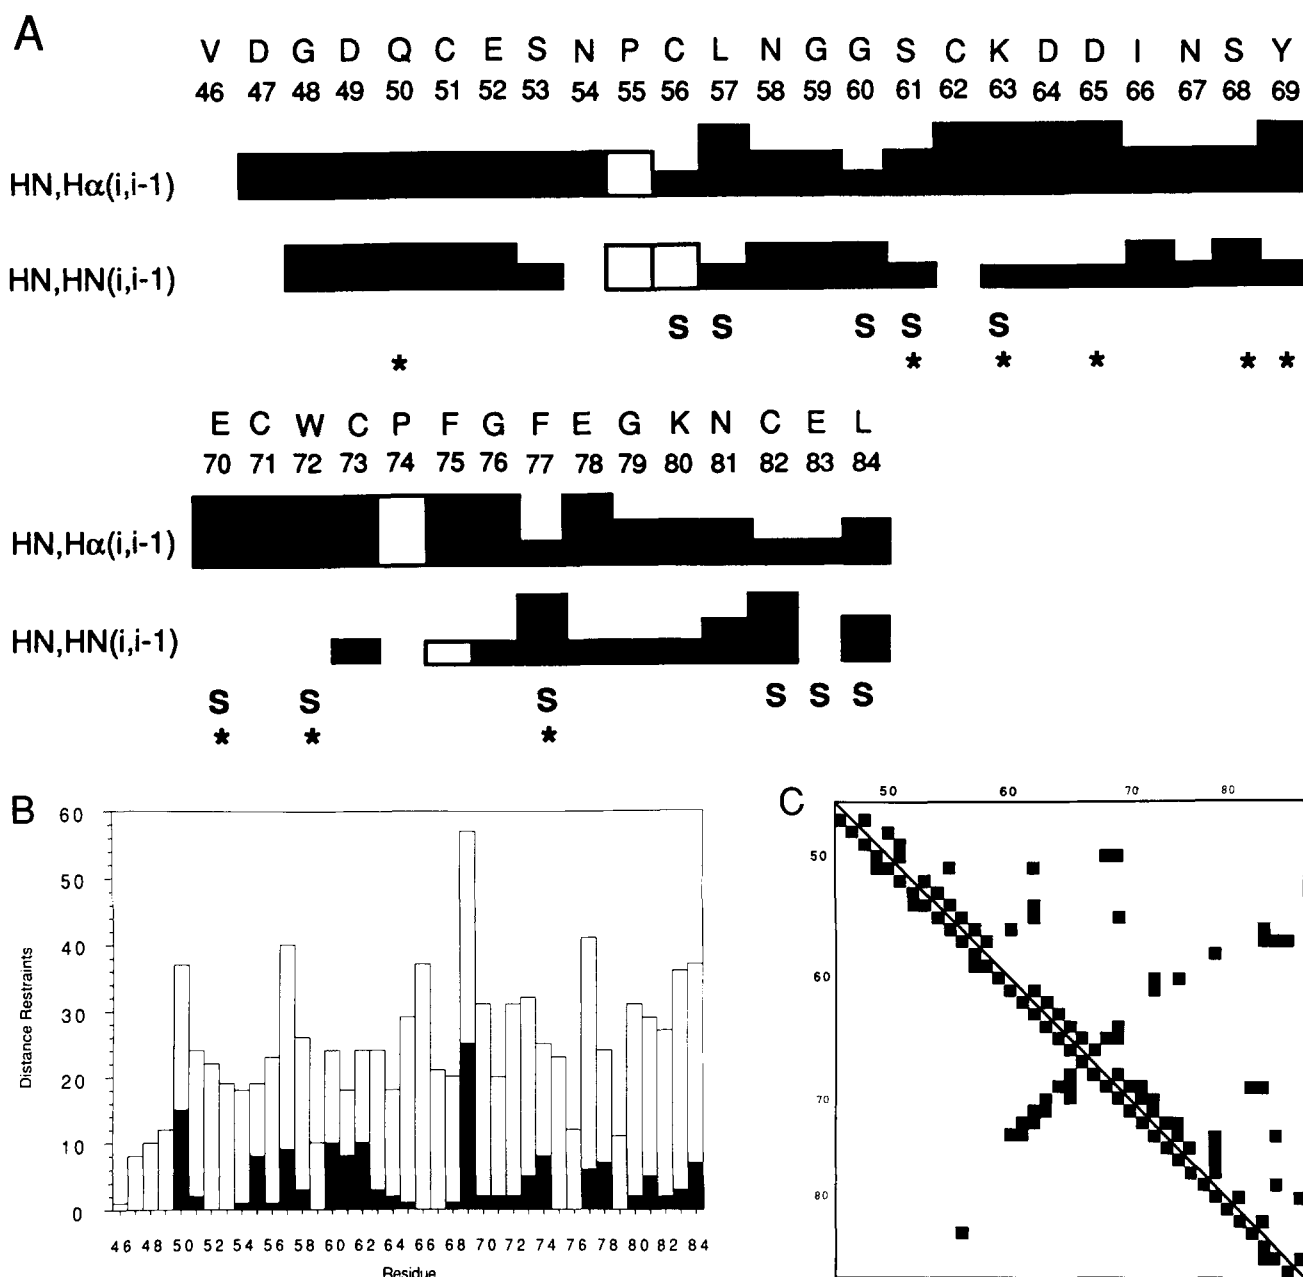 A
V D G D Q C E S N P C L N G G S C K D D I N S Y
46 47 48 49 50 51 52 53 54 55 56 57 58 59 60 61 62 63 64 65 66 67 68 69
HN,Hα(i,i-1)
HN,HN(i,i-1)
S S S S S
* * * * * *
E C W C P F G F E G K N C E L
70 71 72 73 74 75 76 77 78 79 80 81 82 83 84
HN,Hα(i,i-1)
HN,HN(i,i-1)
S S S S S S
* * *
B
60
50
40
30
20
10
0
Distance Restraints
46 48 50 52 54 56 58 60 62 64 66 68 70 72 74 76 78 80 82 84
Residue
C
50 60 70 80
50
60
70
80